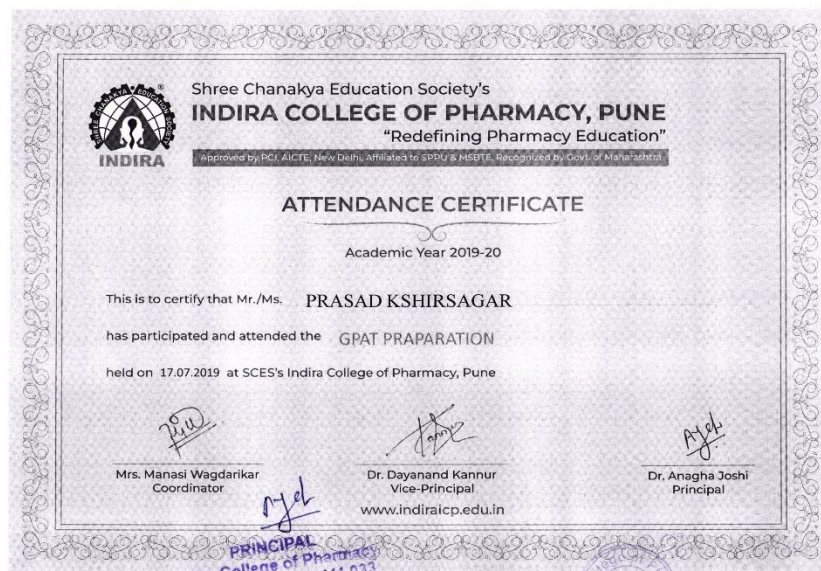 SHREE CHANAKYA EDUCATION SOCIETY
INDIRA
Shree Chanakya Education Society's
INDIRA COLLEGE OF PHARMACY, PUNE
"Redefining Pharmacy Education"
Approved by PCI, AICTE, New Delhi, Affiliated to SPPU & MSBTE, Recognized by Govt. of Maharashtra
ATTENDANCE CERTIFICATE
Academic Year 2019-20
This is to certify that Mr./Ms. PRASAD KSHIRSAGAR
has participated and attended the GPAT PRAPARATION
held on 17.07.2019 at SCES's Indira College of Pharmacy, Pune
Mrs. Manasi Wagdarikar
Coordinator
Dr. Dayanand Kannur
Vice-Principal
www.indiraicp.edu.in
Dr. Anagha Joshi
Principal
PRINCIPAL
College of Pharmacy